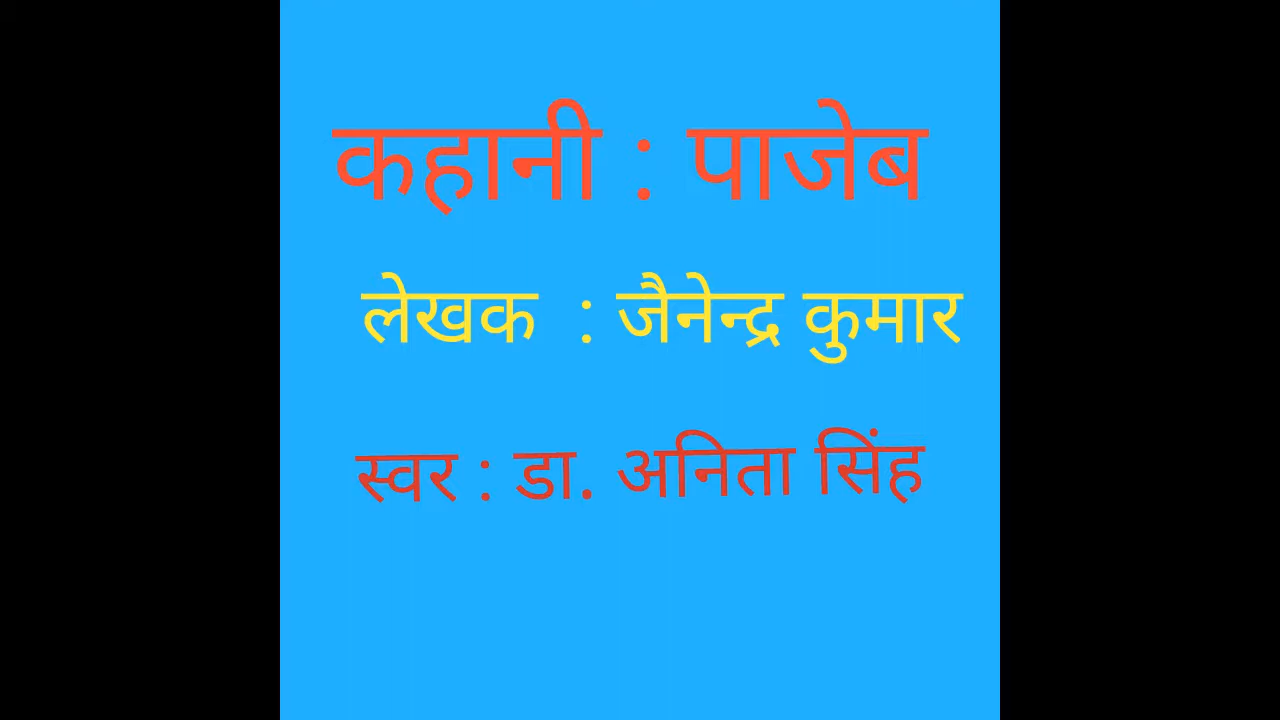 कहानी : पाजेब
लेखक : जैनेन्द्र कुमार
स्वर : डा. अनिता सिंह